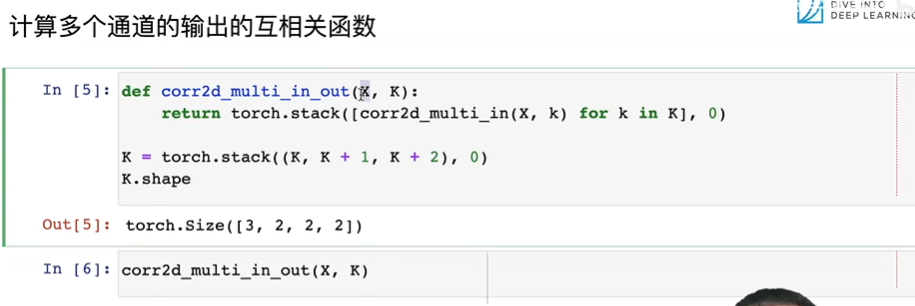 DIVE INTO
DEEP LEARNING
计算多个通道的输出的互相关函数
In [5]: def corr2d_multi_in_out(X, K):
return torch.stack([corr2d_multi_in(X, k) for k in K], 0)
K = torch.stack((K, K + 1, K + 2), 0)
K.shape
Out[5]: torch.Size([3, 2, 2, 2])
In [6]: corr2d_multi_in_out(X, K)